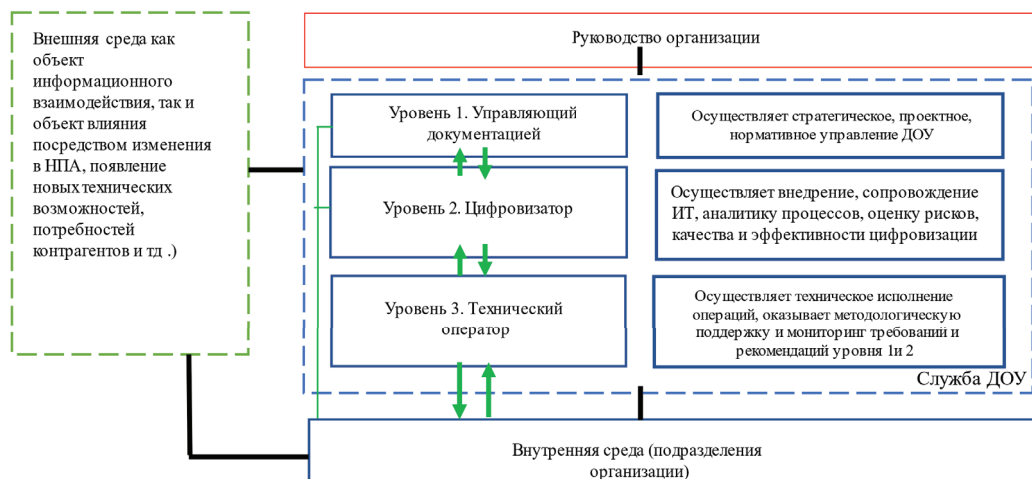 Внешняя среда как
объект
информационного
взаимодействия, так и
объект влияния
посредством изменения
в НПА, появление
новых технических
возможностей,
потребностей
контрагентов и тд .)
Руководство организации
Уровень 1. Управляющий
документацией
Осуществляет стратегическое, проектное,
нормативное управление ДОУ
Уровень 2. Цифровизатор
Осуществляет внедрение, сопровождение
ИТ, аналитику процессов, оценку рисков,
качества и эффективности цифровизации
Уровень 3. Технический
оператор
Осуществляет техническое исполнение
операций, оказывает методологическую
поддержку и мониторинг требований и
рекомендаций уровня 1и 2
Служба ДОУ
Внутренняя среда (подразделения
организации)